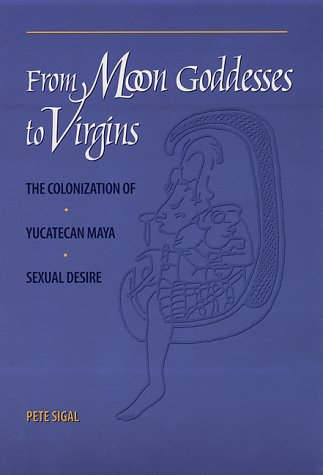 From Moon Goddesses
to Virgins
THE COLONIZATION OF
•
YUCATECAN MAYA
•
SEXUAL DESIRE
PETE SIGAL